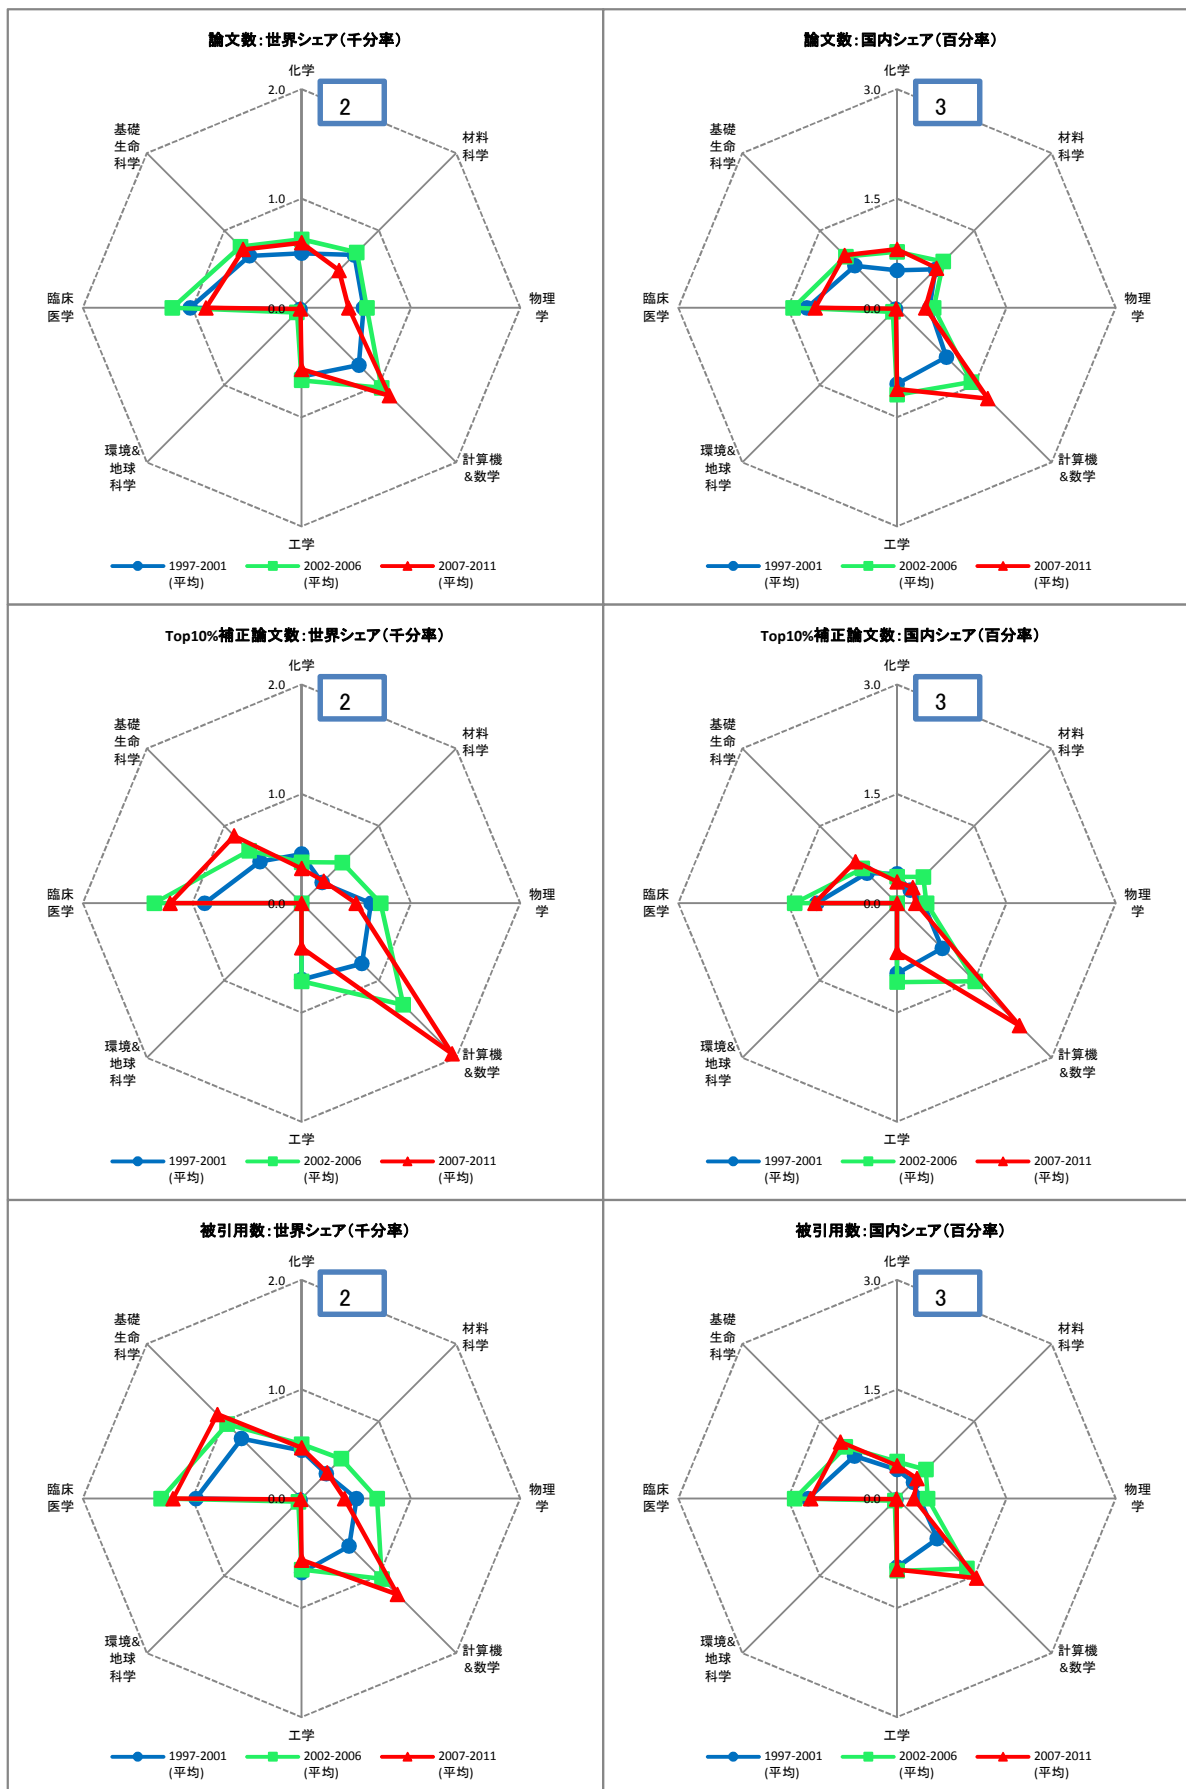 論文数：世界シェア（千分率）
化学
2.0
2
基礎
生命
科学
材料
科学
1.0
臨床
医学
0.0
物理
学
環境&
地球
科学
計算機
&数学
工学
1997-2001
(平均)
2002-2006
(平均)
2007-2011
(平均)
論文数：国内シェア（百分率）
化学
3.0
3
基礎
生命
科学
材料
科学
1.5
臨床
医学
0.0
物理
学
環境&
地球
科学
計算機
&数学
工学
1997-2001
(平均)
2002-2006
(平均)
2007-2011
(平均)
Top10%補正論文数：世界シェア（千分率）
化学
2.0
2
基礎
生命
科学
材料
科学
1.0
臨床
医学
0.0
物理
学
環境&
地球
科学
計算機
&数学
工学
1997-2001
(平均)
2002-2006
(平均)
2007-2011
(平均)
Top10%補正論文数：国内シェア（百分率）
化学
3.0
3
基礎
生命
科学
材料
科学
1.5
臨床
医学
0.0
物理
学
環境&
地球
科学
計算機
&数学
工学
1997-2001
(平均)
2002-2006
(平均)
2007-2011
(平均)
被引用数：世界シェア（千分率）
化学
2.0
2
基礎
生命
科学
材料
科学
1.0
臨床
医学
0.0
物理
学
環境&
地球
科学
計算機
&数学
工学
1997-2001
(平均)
2002-2006
(平均)
2007-2011
(平均)
被引用数：国内シェア（百分率）
化学
3.0
3
基礎
生命
科学
材料
科学
1.5
臨床
医学
0.0
物理
学
環境&
地球
科学
計算機
&数学
工学
1997-2001
(平均)
2002-2006
(平均)
2007-2011
(平均)